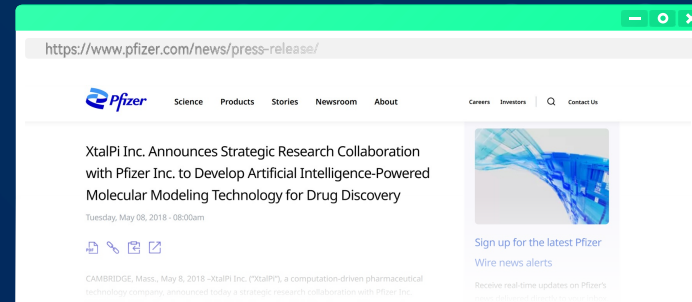 https://www.pfizer.com/news/press-release/
Pfizer Science Products Stories Newsroom About Careers Investors Contact Us
XtalPi Inc. Announces Strategic Research Collaboration
with Pfizer Inc. to Develop Artificial Intelligence-Powered
Molecular Modeling Technology for Drug Discovery
Tuesday, May 08, 2018 - 08:00am
CAMBRIDGE, Mass., May 8, 2018 –XtalPi Inc. ("XtalPi"), a computation-driven pharmaceutical
technology company, announced today a strategic research collaboration with Pfizer Inc.
Sign up for the latest Pfizer
Wire news alerts
Receive real-time updates on Pfizer's